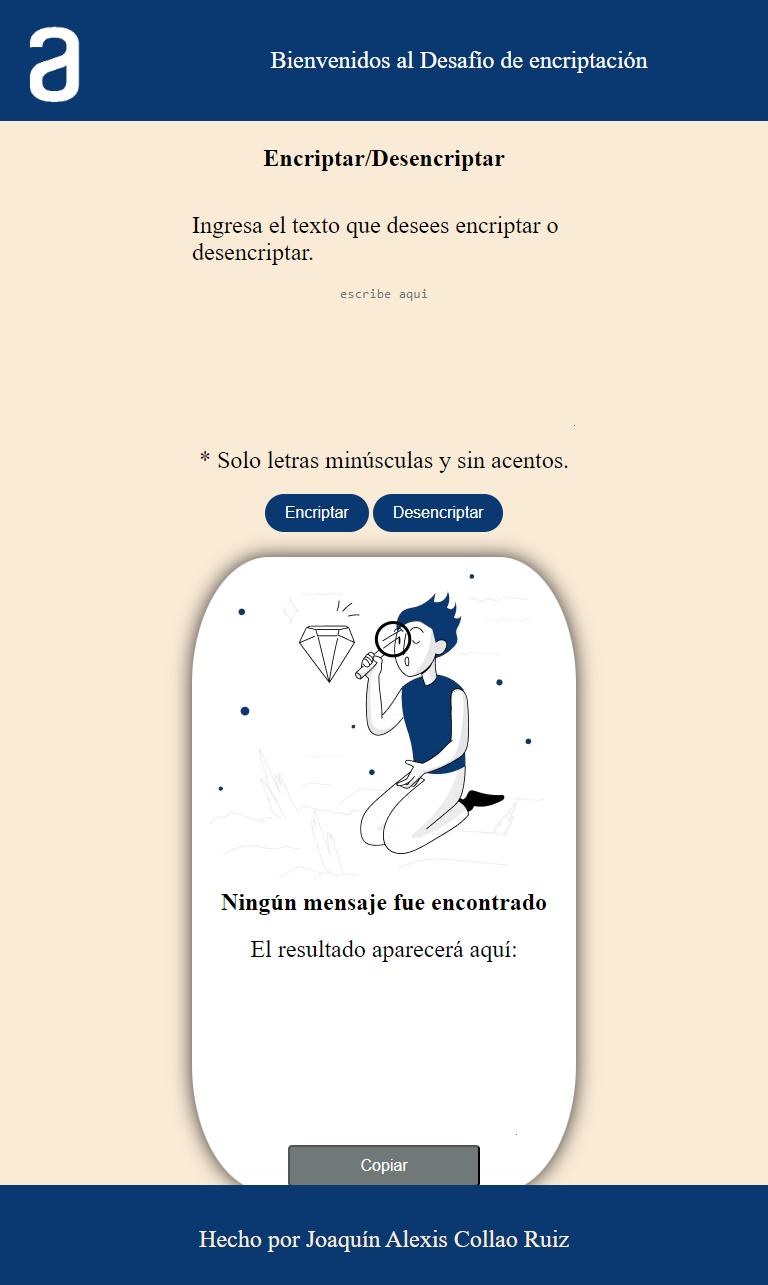 a
Bienvenidos al Desafío de encriptación
Encriptar/Desencriptar
Ingresa el texto que desees encriptar o
desencriptar.
escribe aqui
* Solo letras minúsculas y sin acentos.
Encriptar
Desencriptar
Ningún mensaje fue encontrado
El resultado aparecerá aquí:
Copiar
Hecho por Joaquín Alexis Collao Ruiz